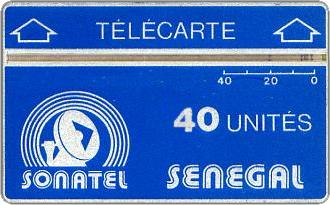 TÉLÉCARTE
40 20 0
40 UNITÉS
SONATEL SENEGAL